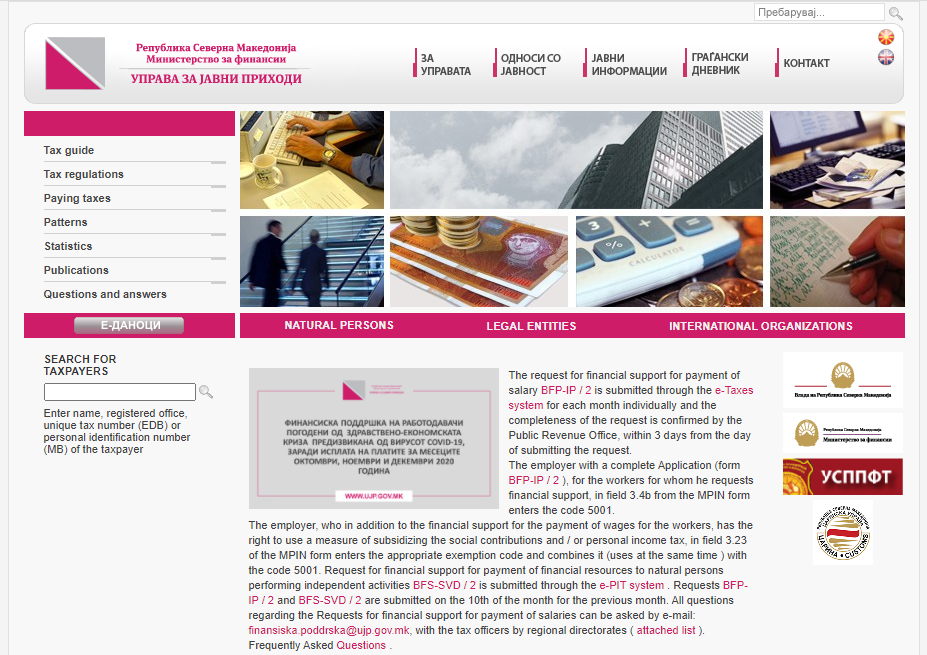 Пребарувај...
Република Северна Македонија
Министерство за финансии
УПРАВА ЗА ЈАВНИ ПРИХОДИ
ЗА
УПРАВАТА
ОДНОСИ СО
ЈАВНОСТ
ЈАВНИ
ИНФОРМАЦИИ
ГРАЃАНСКИ
ДНЕВНИК
КОНТАКТ
Tax guide
Tax regulations
Paying taxes
Patterns
Statistics
Publications
Questions and answers
Е-ДАНОЦИ
CALCULATOR
NATURAL PERSONS
LEGAL ENTITIES
INTERNATIONAL ORGANIZATIONS
SEARCH FOR
TAXPAYERS
Enter name, registered office,
unique tax number (EDB) or
personal identification number
(MB) of the taxpayer
ФИНАНСИСКА ПОДДРШКА НА РАБОТОДАВАЧИ
ПОГОДЕНИ ОД ЗДРАВСТВЕНО-ЕКОНОМСКАТА
КРИЗА ПРЕДИЗВИКАНА ОД ВИРУСОТ COVID-19,
ЗАРАДИ ИСПЛАТА НА ПЛАТИТЕ ЗА МЕСЕЦИТЕ
ОКТОМВРИ, НОЕМВРИ И ДЕКЕМВРИ 2020
ГОДИНА
WWW.UJP.GOV.MK
The request for financial support for payment of
salary BFP-IP / 2 is submitted through the e-Taxes
system for each month individually and the
completeness of the request is confirmed by the
Public Revenue Office, within 3 days from the day
of submitting the request.
The employer with a complete Application (form
BFP-IP / 2 ), for the workers for whom he requests
financial support, in field 3.4b from the MPIN form
enters the code 5001.
The employer, who in addition to the financial support for the payment of wages for the workers, has the
right to use a measure of subsidizing the social contributions and / or personal income tax, in field 3.23
of the MPIN form enters the appropriate exemption code and combines it (uses at the same time ) with
the code 5001. Request for financial support for payment of financial resources to natural persons
performing independent activities BFS-SVD / 2 is submitted through the e-PIT system . Requests BFP-
IP / 2 and BFS-SVD / 2 are submitted on the 10th of the month for the previous month. All questions
regarding the Requests for financial support for payment of salaries can be asked by e-mail:
finansiska.poddrska@ujp.gov.mk, with the tax officers by regional directorates ( attached list ).
Frequently Asked Questions .
Влада на Република Северна Македонија
Република Северна Македонија
Министерство за финансии
УСППФТ
ЦАРИНА • CUSTOMS